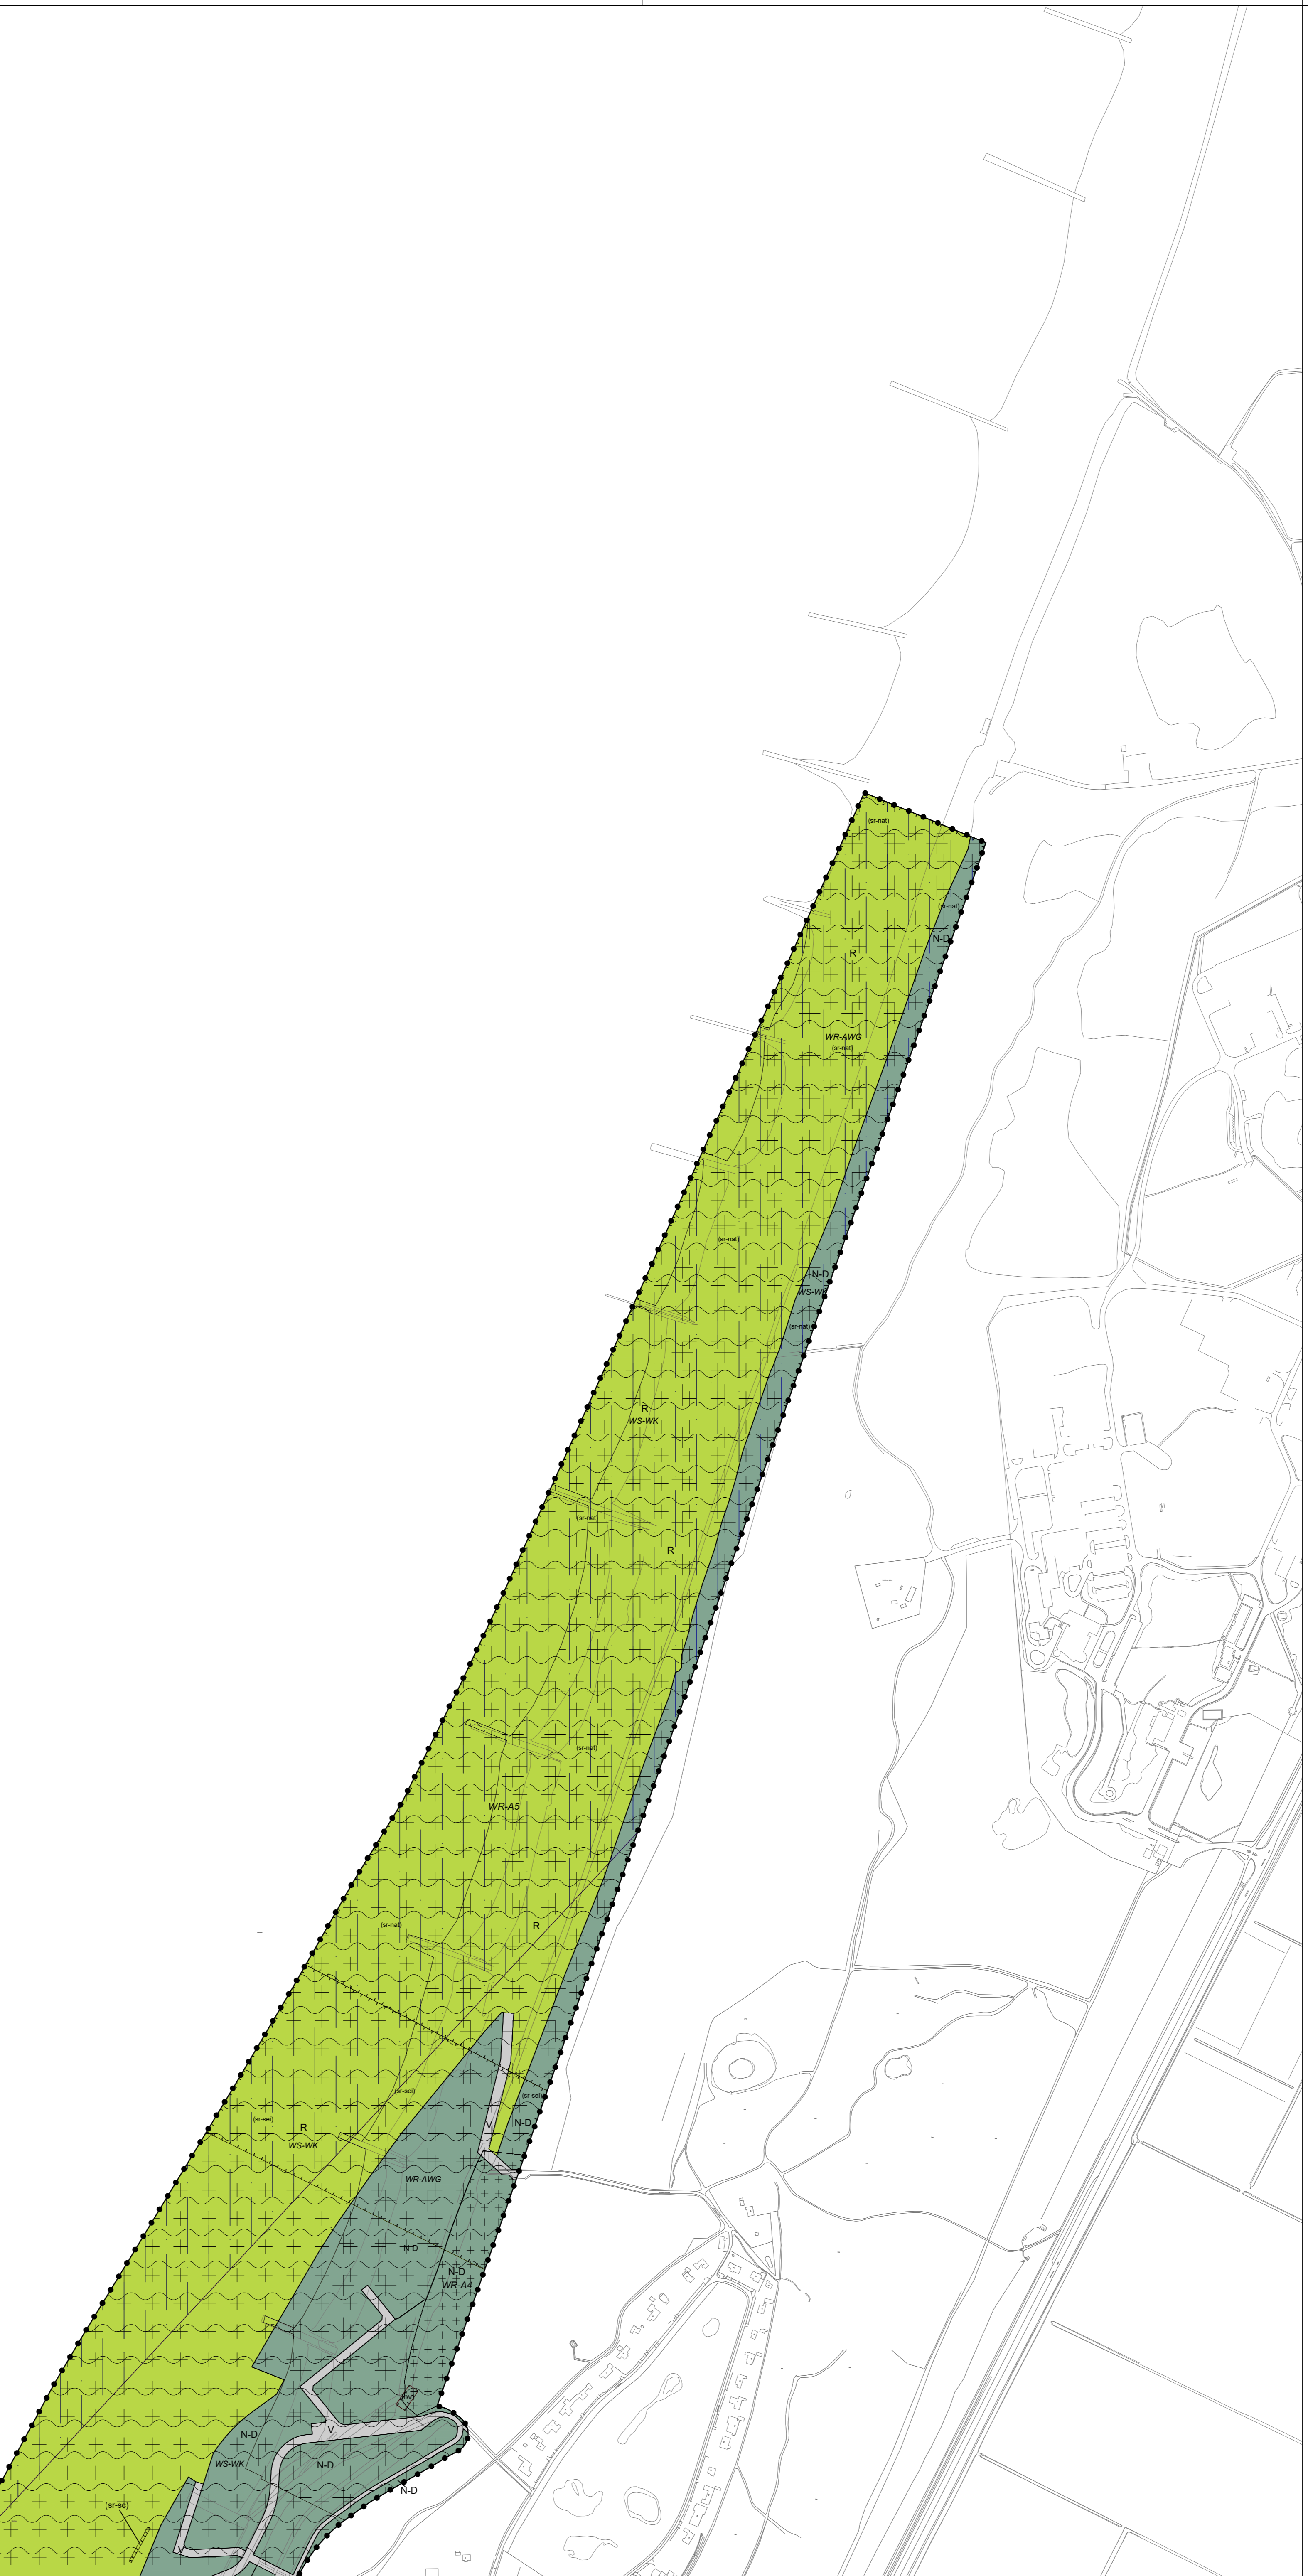 (sr-nat)
(sr-nat)
N-D
R
WR-AWG
(sr-nat)
(sr-nat)
N-D
WS-WK
(sr-nat)
R
WS-WK
(sr-nat)
R
(sr-nat)
WR-A5
(sr-nat)
R
(sr-sei)
(sr-sei)
(sr-sei)
N-D
V
R
WS-WK
WR-AWG
N-D
N-D
WR-A4
V
N-D
WS-WK
N-D
N-D
(sr-sc)
V